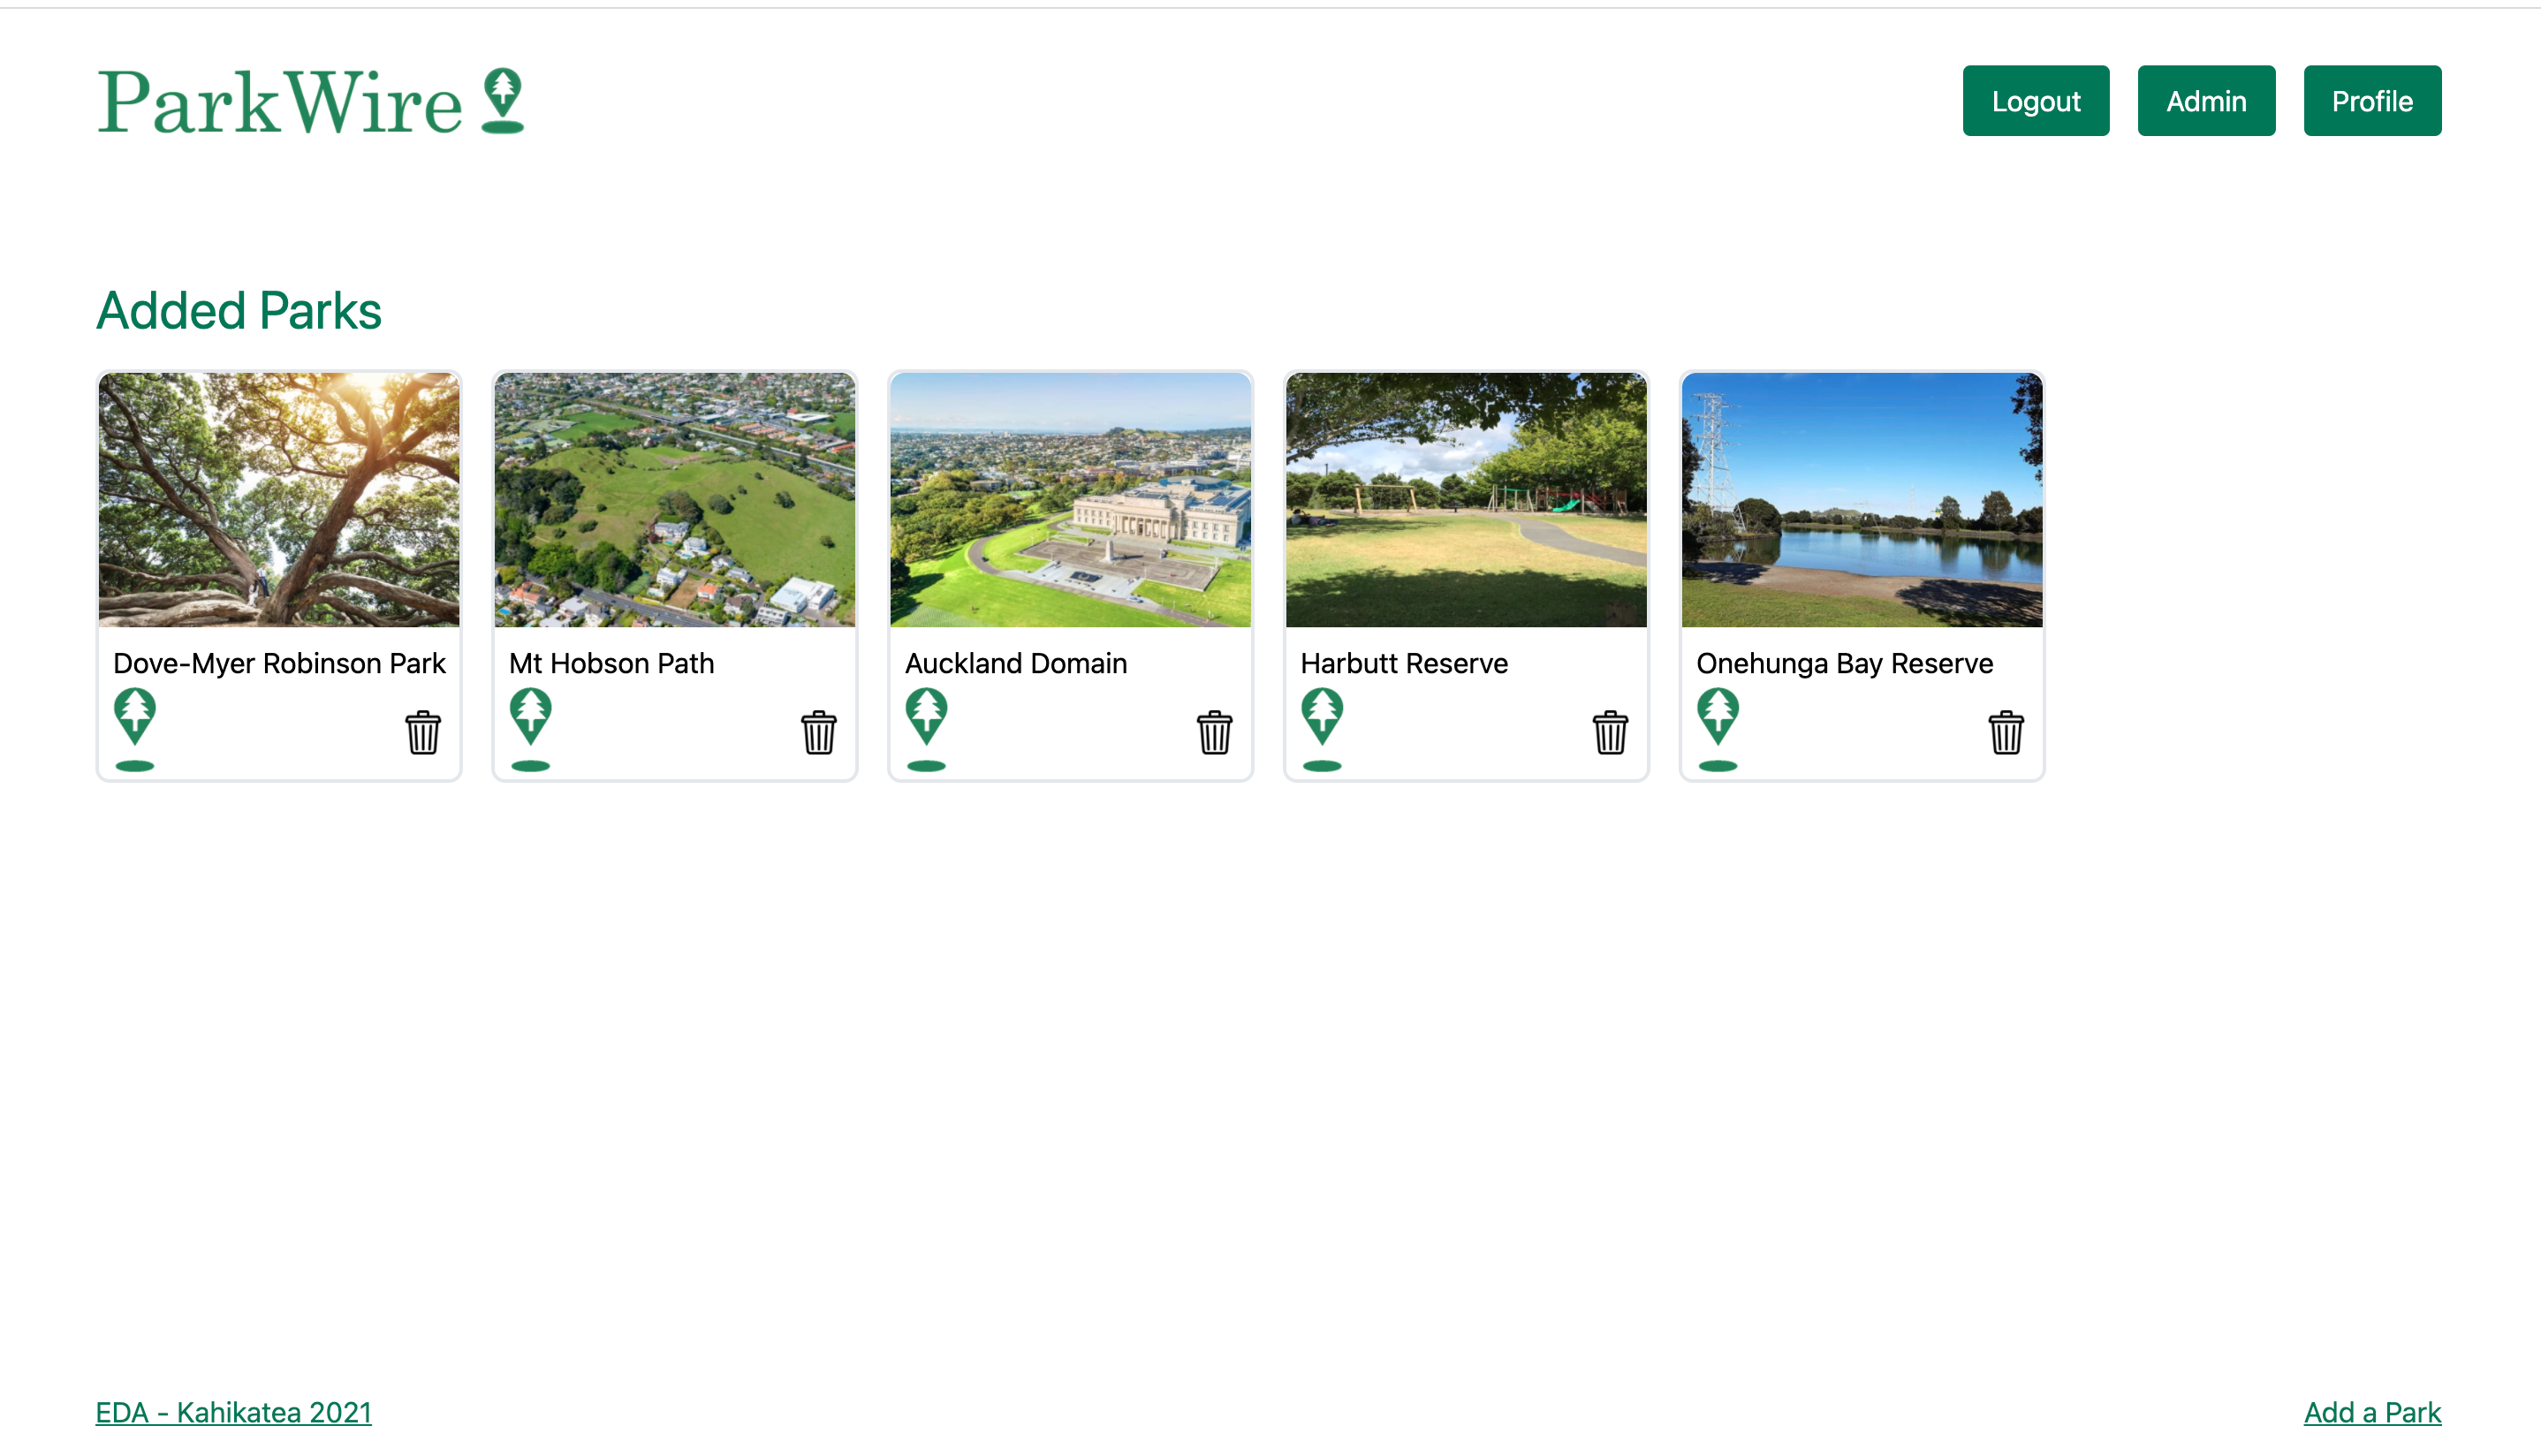 ParkWire
Logout
Admin
Profile
Added Parks
Dove-Myer Robinson Park
Mt Hobson Path
Auckland Domain
Harbutt Reserve
Onehunga Bay Reserve
EDA - Kahikatea 2021
Add a Park